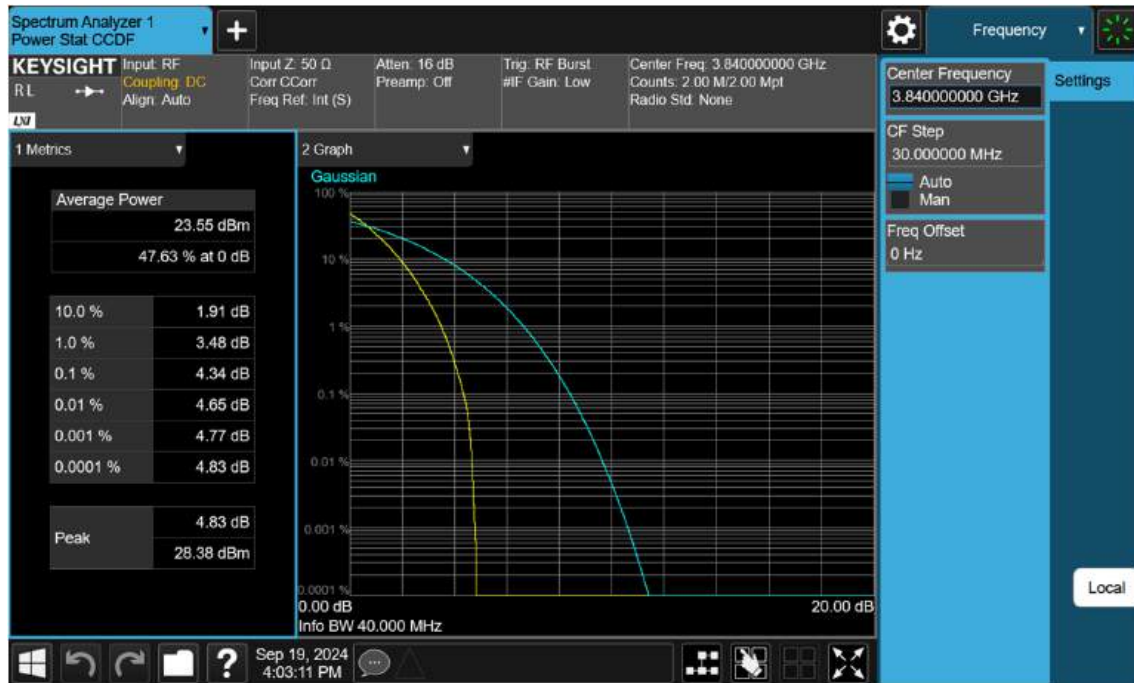 Spectrum Analyzer 1
Power Stat CCDF
+
Frequency
KEYSIGHT
RL
LXI
Input: RF
Coupling: DC
Align: Auto
Input Z: 50 Ω
Corr CCorr
Freq Ref: Int (S)
Atten: 16 dB
Preamp: Off
Trig: RF Burst
#IF Gain: Low
Center Freq: 3.840000000 GHz
Counts: 2.00 M/2.00 Mpt
Radio Std: None
Center Frequency
3.840000000 GHz
Settings
CF Step
30.000000 MHz
Auto
Man
Freq Offset
0 Hz
1 Metrics
Average Power
23.55 dBm
47.63 % at 0 dB
10.0 % 1.91 dB
1.0 % 3.48 dB
0.1 % 4.34 dB
0.01 % 4.65 dB
0.001 % 4.77 dB
0.0001 % 4.83 dB
Peak
4.83 dB
28.38 dBm
2 Graph
Gaussian
100 %
10 %
1 %
0.1 %
0.01 %
0.001 %
0.0001 %
0.00 dB 20.00 dB
Info BW 40.000 MHz
Local
?
Sep 19, 2024
4:03:11 PM